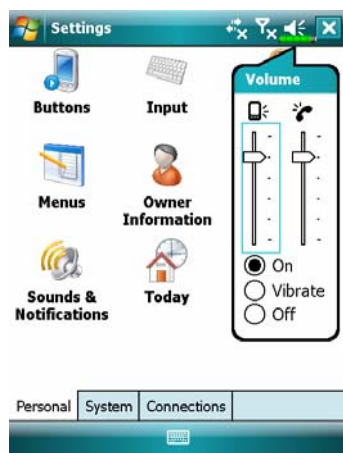 Settings
Volume
Buttons
Input
Menus
Owner
Information
On
Vibrate
Off
Sounds &
Notifications
Today
Personal
System
Connections